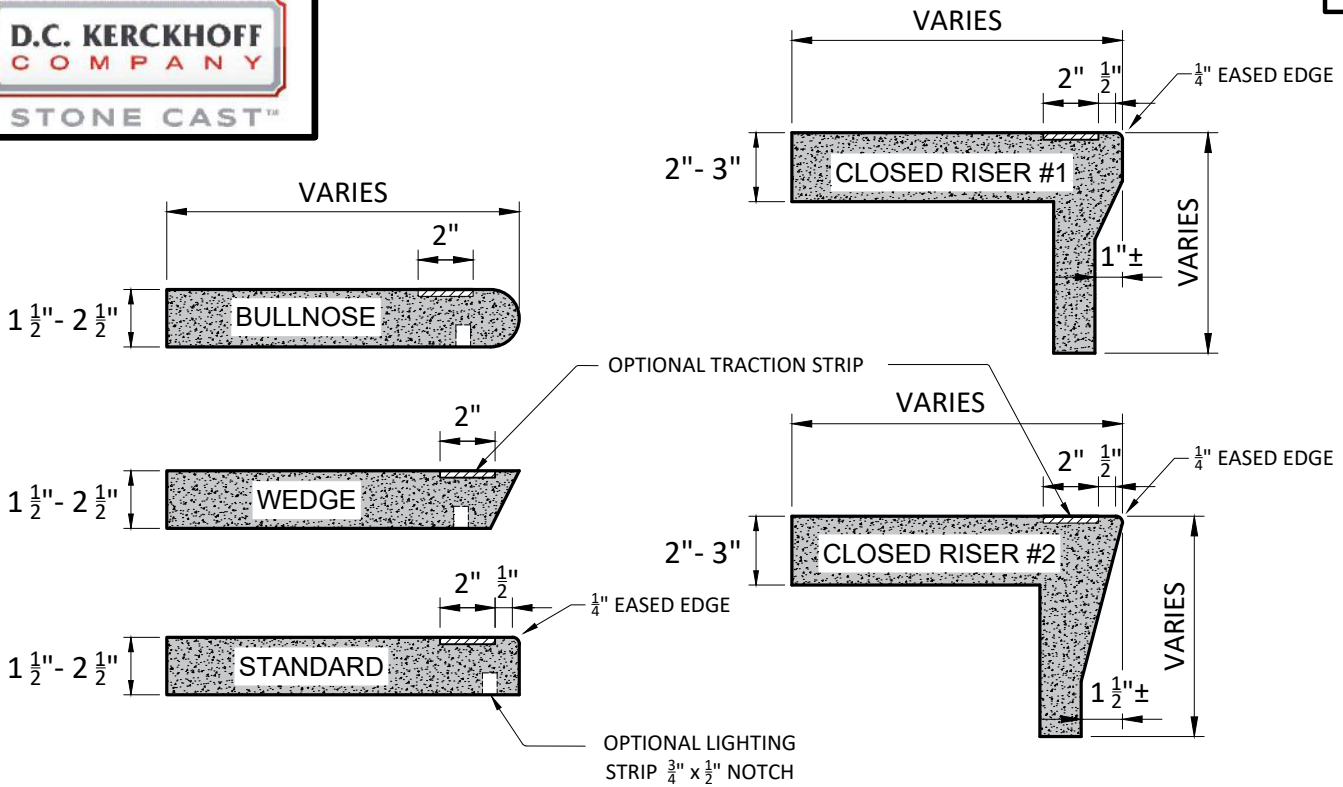 D.C. KERCKHOFF
COMPANY
STONE CAST™
VARIES
2"
1 1/2"- 2 1/2"
BULLNOSE
2"
1 1/2"- 2 1/2"
WEDGE
OPTIONAL TRACTION STRIP
2" 1/2"
1/4" EASED EDGE
1 1/2"- 2 1/2"
STANDARD
OPTIONAL LIGHTING
STRIP 3/4" x 1/2" NOTCH
VARIES
2" 1/2"
1/4" EASED EDGE
2"- 3"
CLOSED RISER #1
VARIES
1"±
VARIES
2" 1/2"
1/4" EASED EDGE
2"- 3"
CLOSED RISER #2
VARIES
1 1/2"±